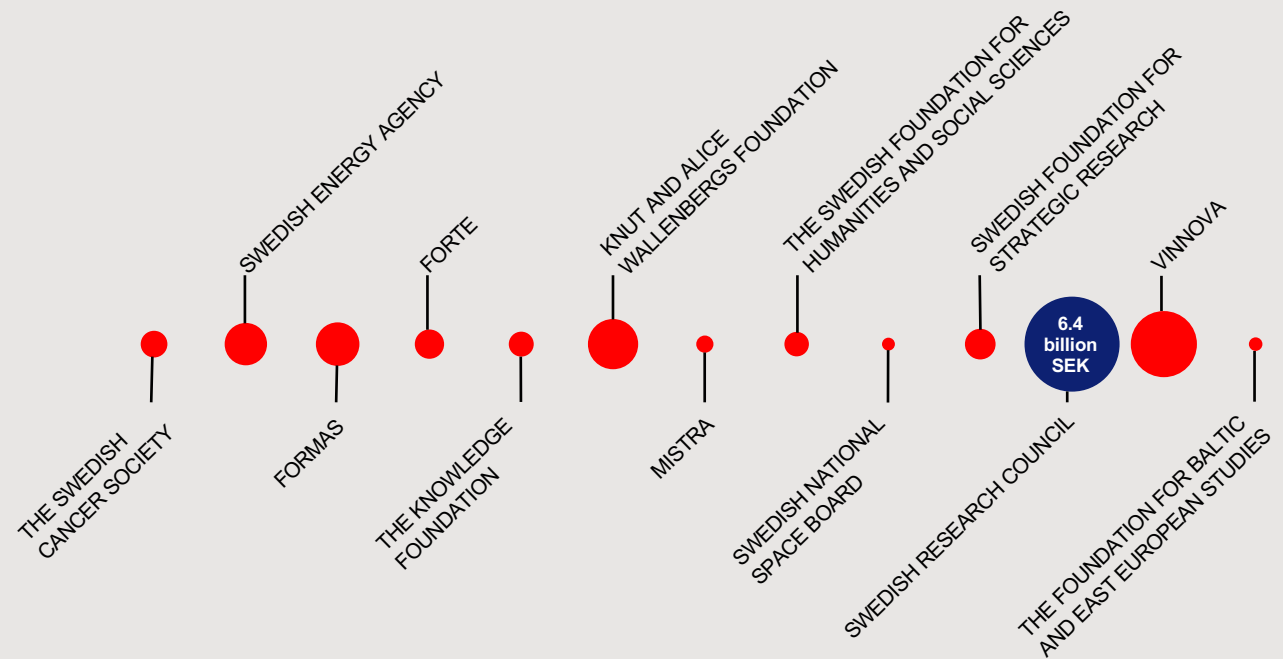 THE SWEDISH
CANCER SOCIETY
SWEDISH ENERGY AGENCY
FORMAS
FORTE
THE KNOWLEDGE
FOUNDATION
KNUT AND ALICE
WALLENBERGS FOUNDATION
MISTRA
THE SWEDISH FOUNDATION FOR
HUMANITIES AND SOCIAL SCIENCES
SWEDISH NATIONAL
SPACE BOARD
SWEDISH FOUNDATION FOR
STRATEGIC RESEARCH
6.4
billion
SEK
SWEDISH RESEARCH COUNCIL
VINNOVA
THE FOUNDATION FOR BALTIC
AND EAST EUROPEAN STUDIES